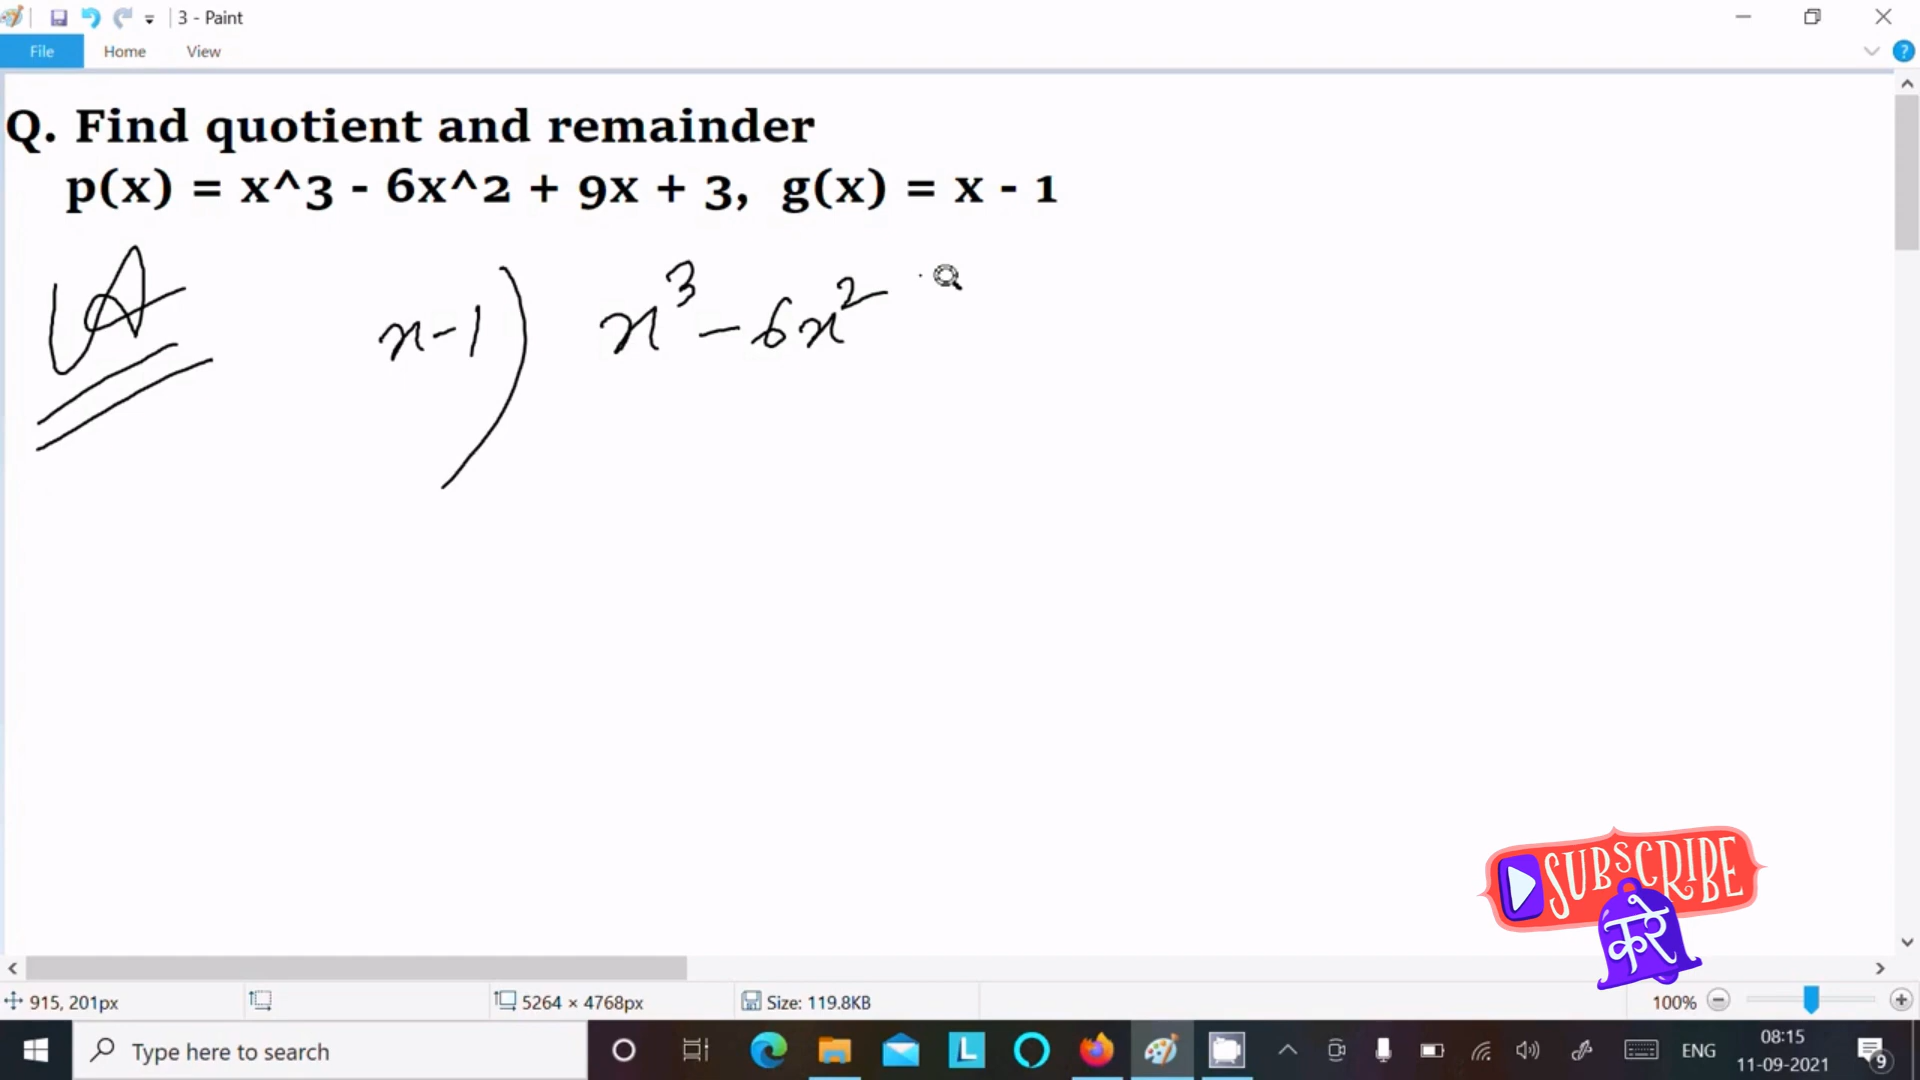 3 - Paint
File Home View
Q. Find quotient and remainder
p(x) = x^3 - 6x^2 + 9x + 3, g(x) = x - 1
x-1) x³ - 6x²
SUBSCRIBE
करे
915, 201px 5264 × 4768px Size: 119.8KB 100%
Type here to search L ENG 08:15
11-09-2021 9